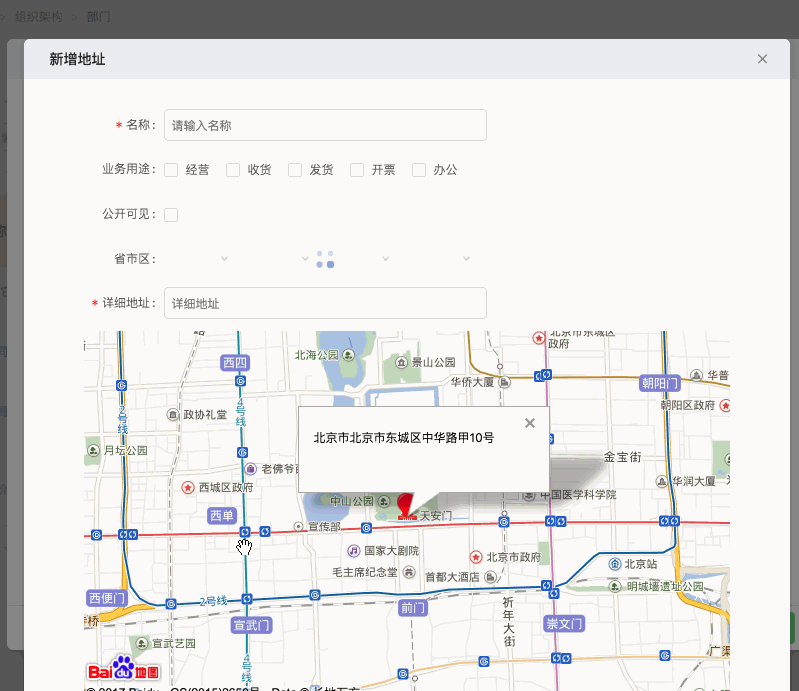 组织架构 > 部门
新增地址
* 名称: 请输入名称
业务用途: 经营 收货 发货 开票 办公
公开可见:
省市区:
* 详细地址: 详细地址
北京市东城区
政府
北海公园
景山公园
西四
华侨大厦
朝阳门
华普
2号线
4号线
政协礼堂
朝阳区政府
北京市北京市东城区中华路甲10号
月坛公园
老佛爷百
金宝街
西城区政府
华润大厦
中国医学科学院
中山公园
天安门
西单
宣传部
国家大剧院
北京市政府
北京站
毛主席纪念堂
首都大酒店
明城墙遗址公园
西便门
2号线
前门
祈年大街
宣武门
崇文门
宣武艺园
广渠
4号线
Bai du 地图
© 2017 Baidu - GS(2015)2650号 - Data © 长地万方